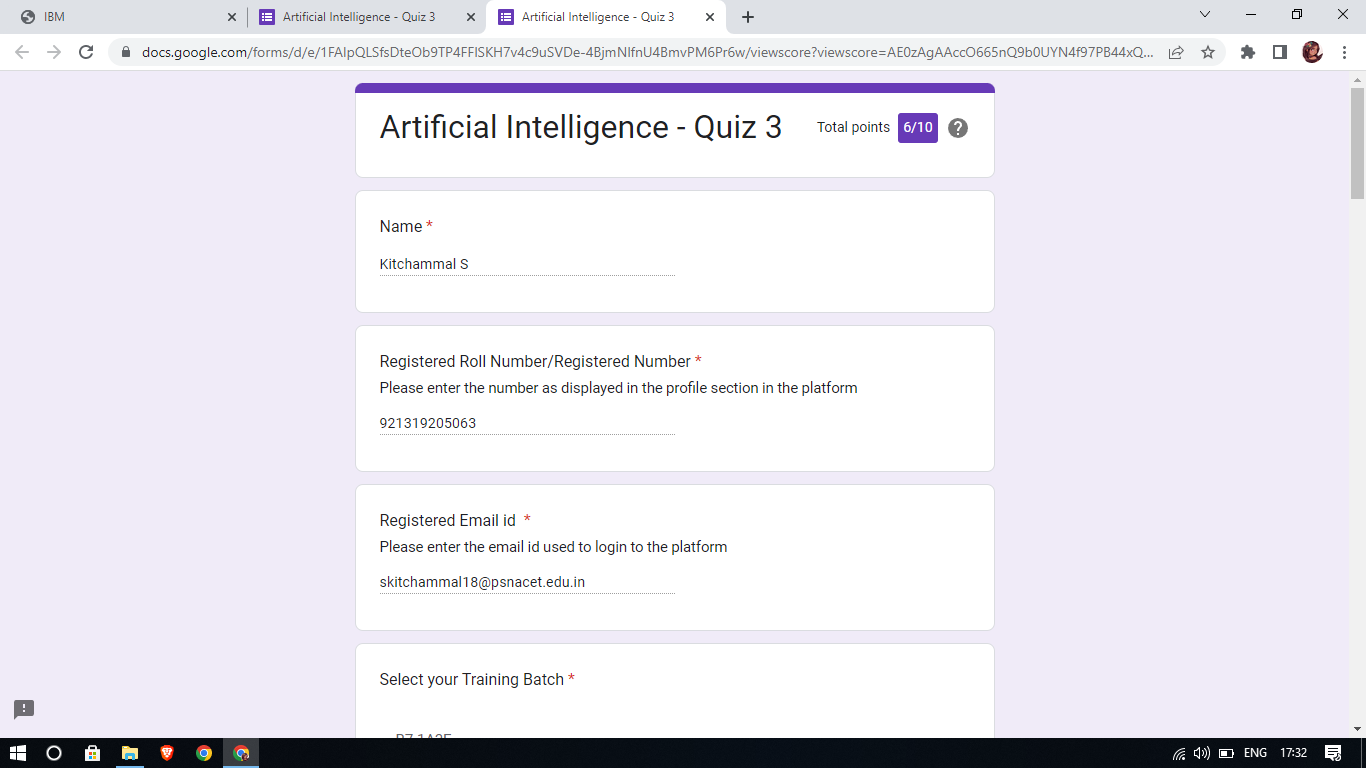 IBM
Artificial Intelligence - Quiz 3
Artificial Intelligence - Quiz 3
docs.google.com/forms/d/e/1FAIpQLSfsDteOb9TP4FFlSKH7v4c9uSVDe-4BjmNIfnU4BmvPM6Pr6w/viewscore?viewscore=AE0zAgAAccO665nQ9b0UYN4f97PB44xQ...
Artificial Intelligence - Quiz 3
Total points 6/10
Name *
Kitchammal S
Registered Roll Number/Registered Number *
Please enter the number as displayed in the profile section in the platform
921319205063
Registered Email id *
Please enter the email id used to login to the platform
skitchammal18@psnacet.edu.in
Select your Training Batch *
ENG
17:32